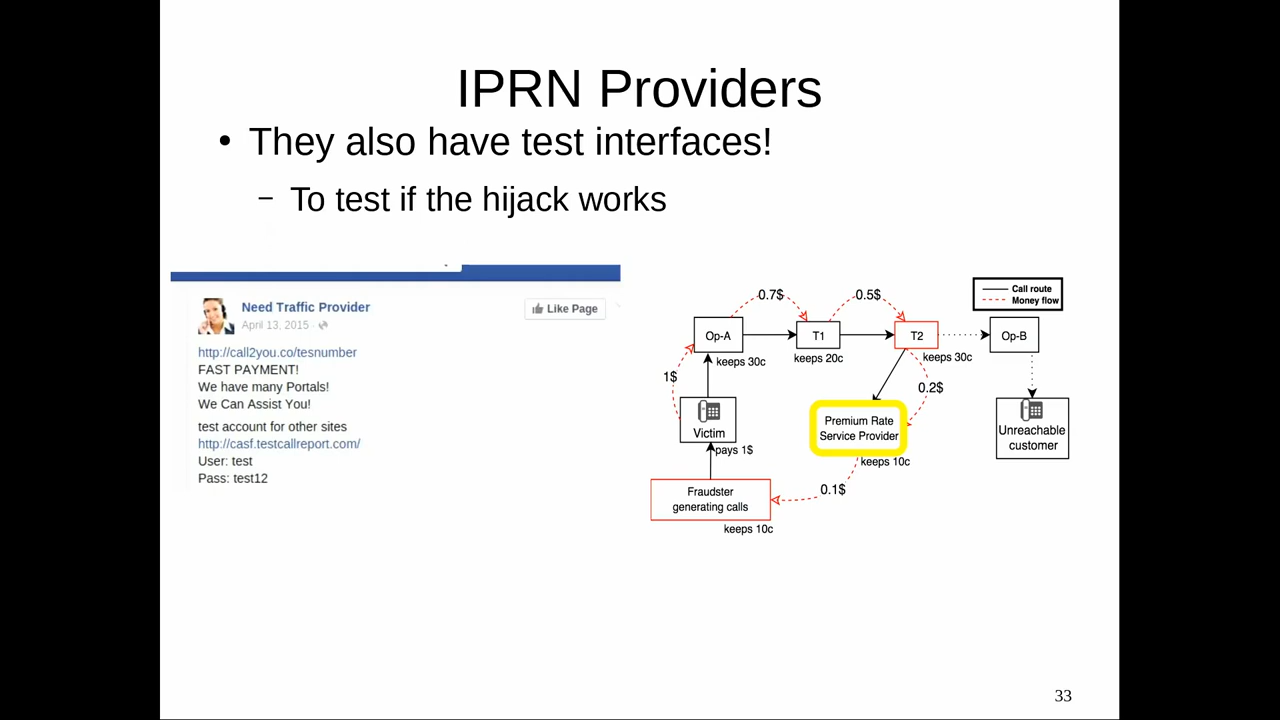 IPRN Providers
• They also have test interfaces!
– To test if the hijack works
Need Traffic Provider
April 13, 2015
Like Page
http://call2you.co/tesnumber
FAST PAYMENT!
We have many Portals!
We Can Assist You!
test account for other sites
http://casf.testcallreport.com/
User: test
Pass: test12
Call route
Money flow
0.7$
0.5$
Op-A
T1
T2
Op-B
keeps 30c
keeps 20c
keeps 30c
1$
0.2$
Victim
pays 1$
Premium Rate
Service Provider
keeps 10c
Unreachable
customer
0.1$
Fraudster
generating calls
keeps 10c
33